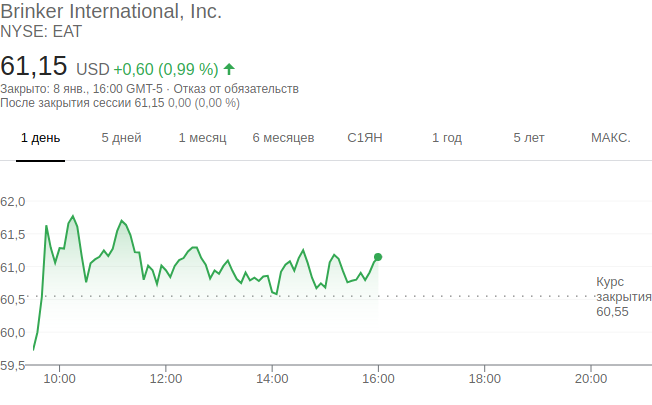 Brinker International, Inc.
NYSE: EAT
61,15 USD +0,60 (0,99 %)
Закрыто: 8 янв., 16:00 GMT-5 · Отказ от обязательств
После закрытия сессии 61,15 0,00 (0,00 %)
1 день 5 дней 1 месяц 6 месяцев С1ЯН 1 год 5 лет МАКС.
62,0
61,5
61,0
60,5
60,0
59,5
Курс
закрытия
60,55
10:00 12:00 14:00 16:00 18:00 20:00